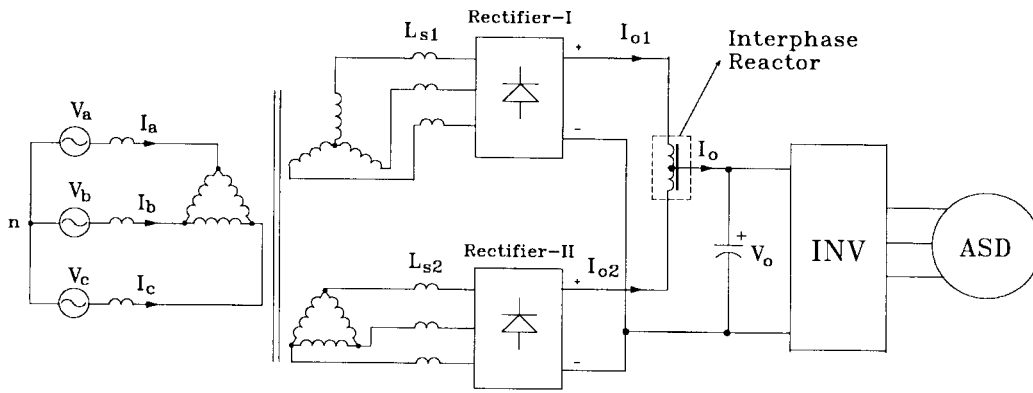 Rectifier-I
L_s1
I_o1
Interphase
Reactor
+
-
V_a
I_a
V_b
I_b
n
V_c
I_c
I_o
+
V_o
INV
ASD
Rectifier-II
L_s2
I_o2
+
-